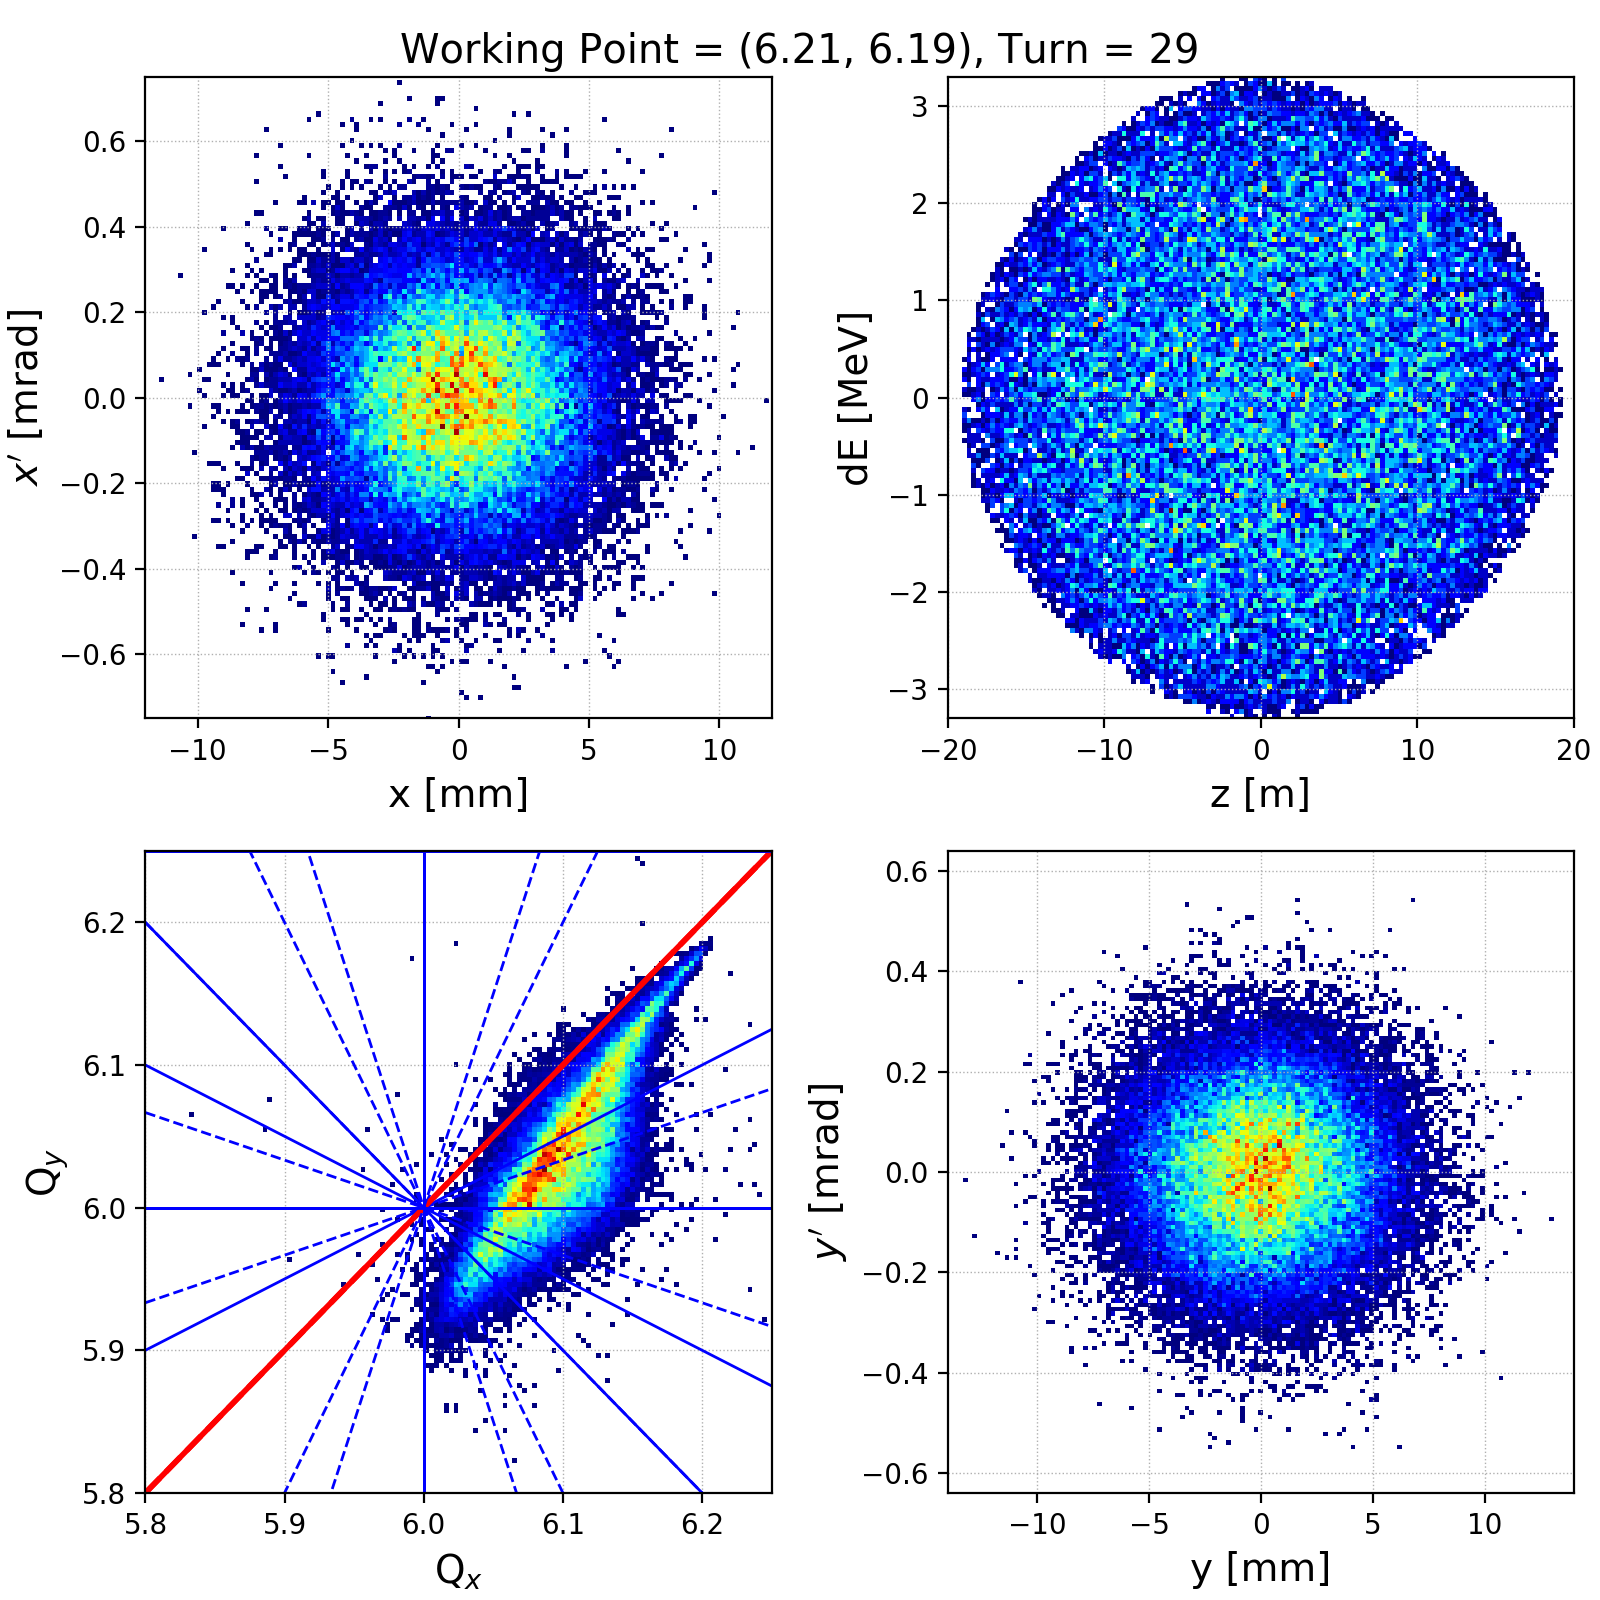 Working Point = (6.21, 6.19), Turn = 29
0.6
0.4
0.2
0.0
−0.2
−0.4
−0.6
x′ [mrad]
−10 −5 0 5 10
x [mm]
3
2
1
0
−1
−2
−3
dE [MeV]
−20 −10 0 10 20
z [m]
6.2
6.1
6.0
5.9
5.8
Qy
5.8 5.9 6.0 6.1 6.2
Qx
0.6
0.4
0.2
0.0
−0.2
−0.4
−0.6
y′ [mrad]
−10 −5 0 5 10
y [mm]